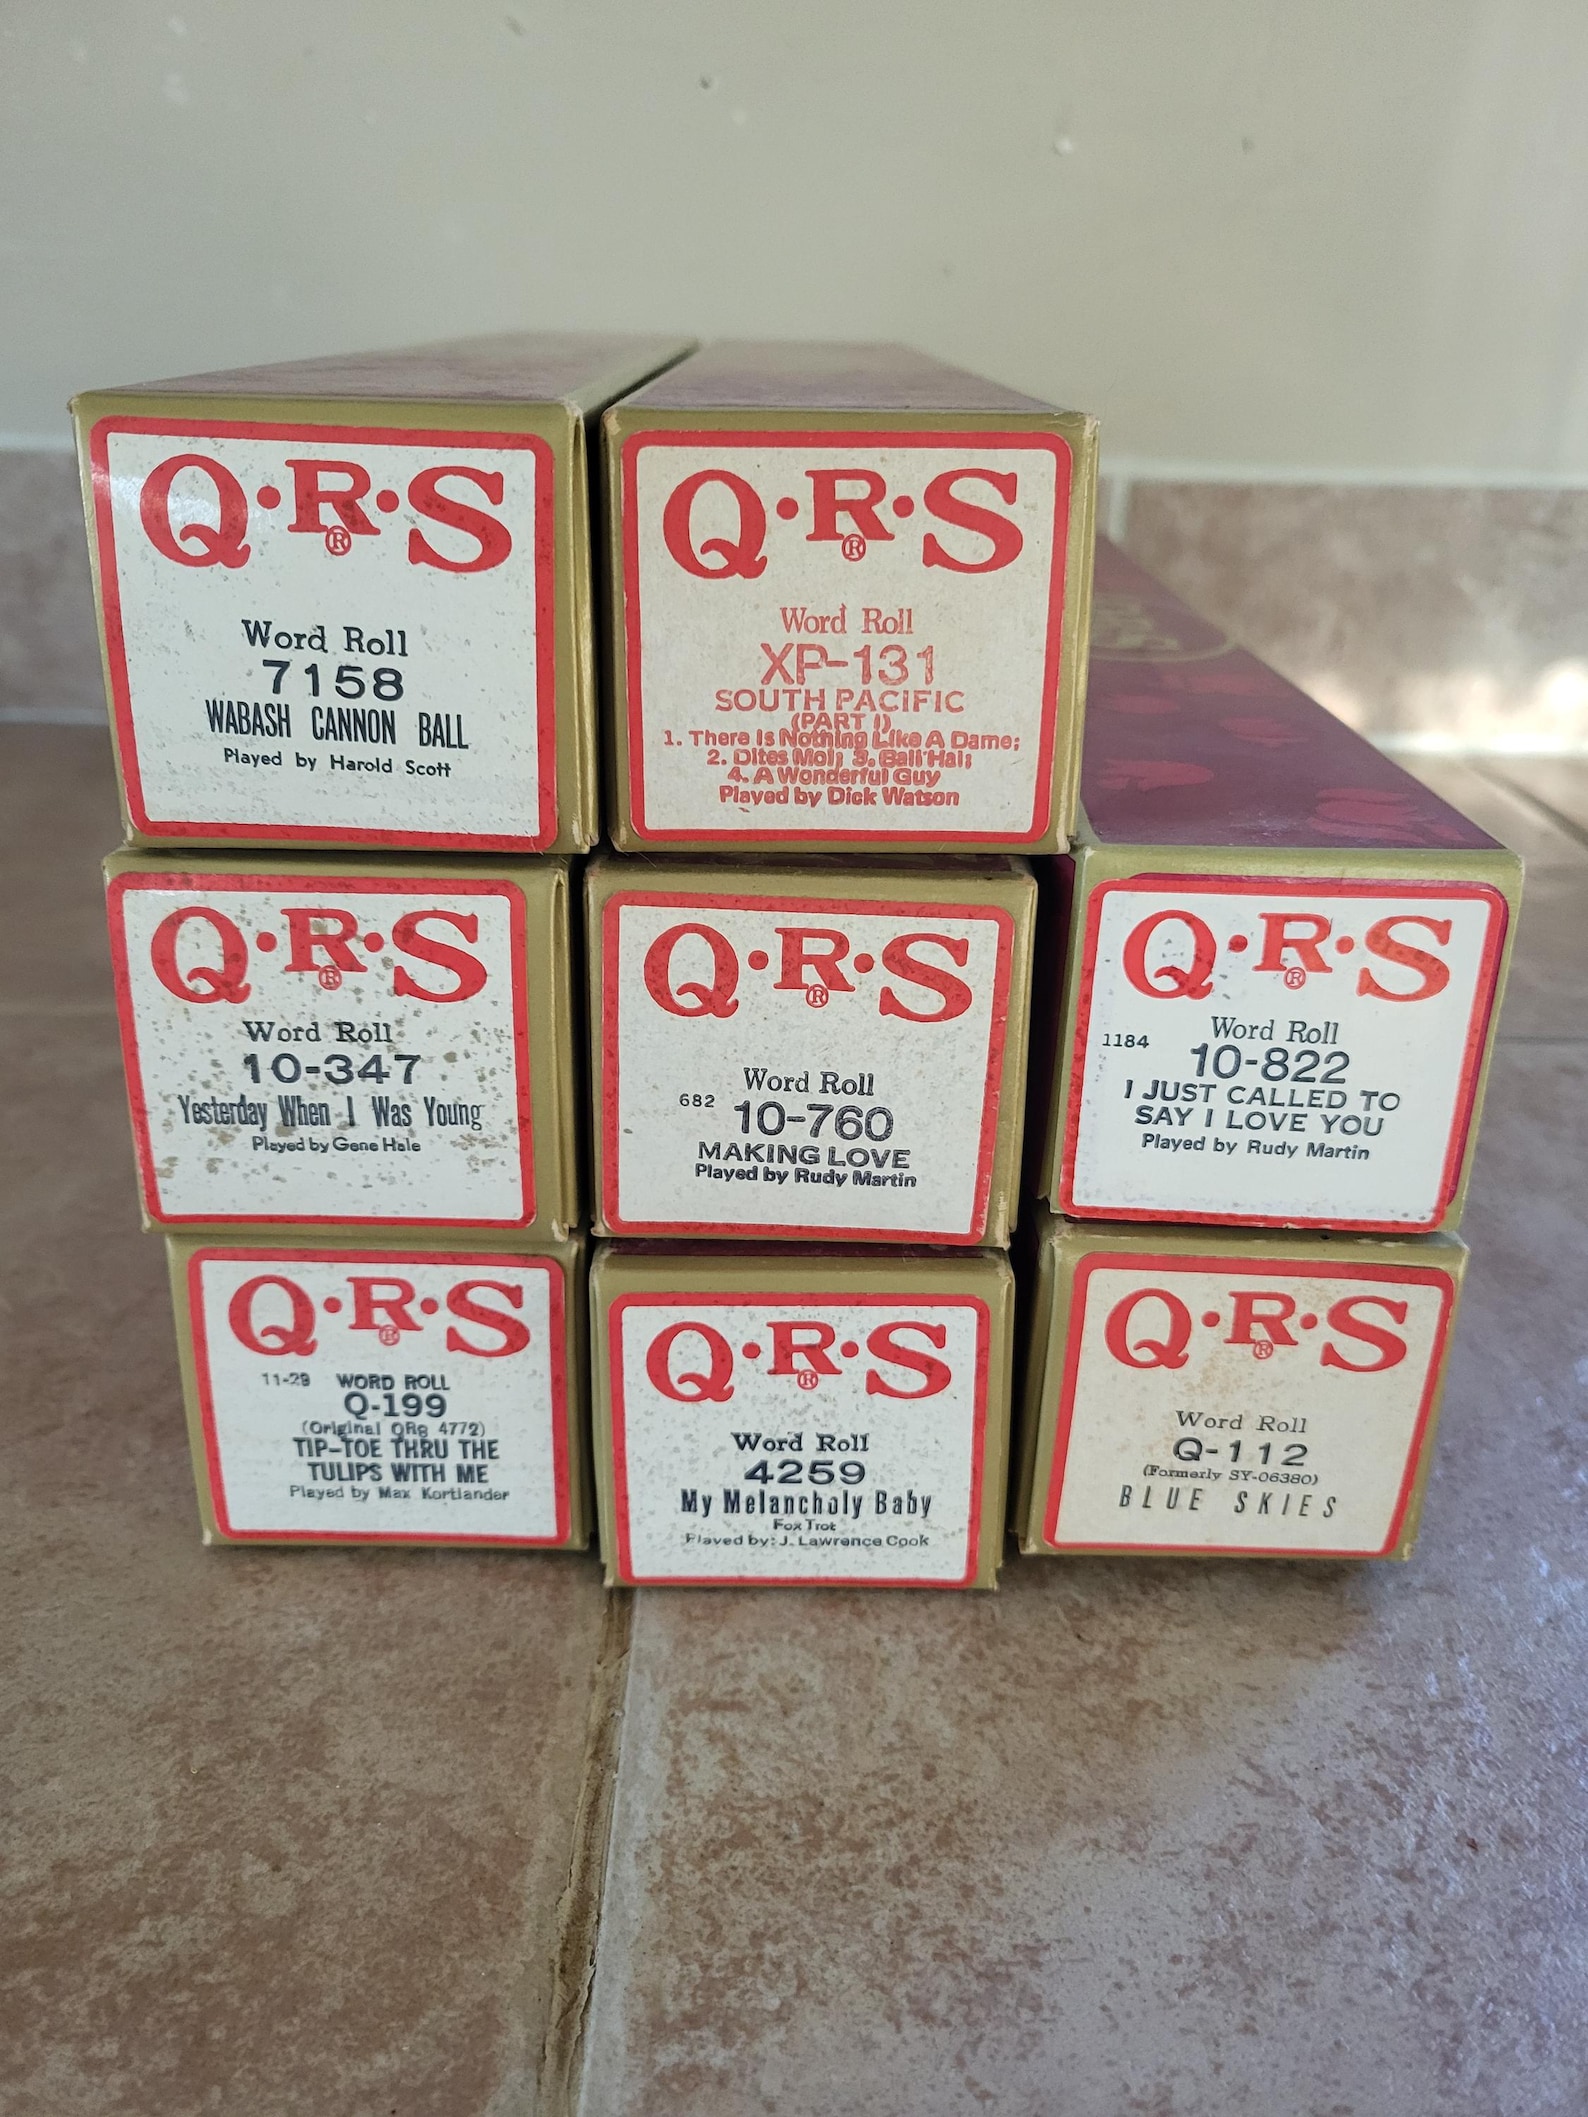 Q·R·S
®
Word Roll
7158
WABASH CANNON BALL
Played by Harold Scott
Q·R·S
®
Word Roll
XP-131
SOUTH PACIFIC
(PART I)
1. There Is Nothing Like A Dame;
2. Dites Moi; 3. Bali Hai;
4. A Wonderful Guy
Played by Dick Watson
Q·R·S
®
Word Roll
10-347
Yesterday When I Was Young
Played by Gene Hale
Q·R·S
®
Word Roll
682 10-760
MAKING LOVE
Played by Rudy Martin
Q·R·S
®
Word Roll
1184 10-822
I JUST CALLED TO
SAY I LOVE YOU
Played by Rudy Martin
Q·R·S
®
11-29 WORD ROLL
Q-199
(Original QRS 4772)
TIP-TOE THRU THE
TULIPS WITH ME
Played by Max Kortlander
Q·R·S
®
Word Roll
4259
My Melancholy Baby
Fox Trot
Played by: J. Lawrence Cook
Q·R·S
®
Word Roll
Q-112
(Formerly SY-06380)
BLUE SKIES